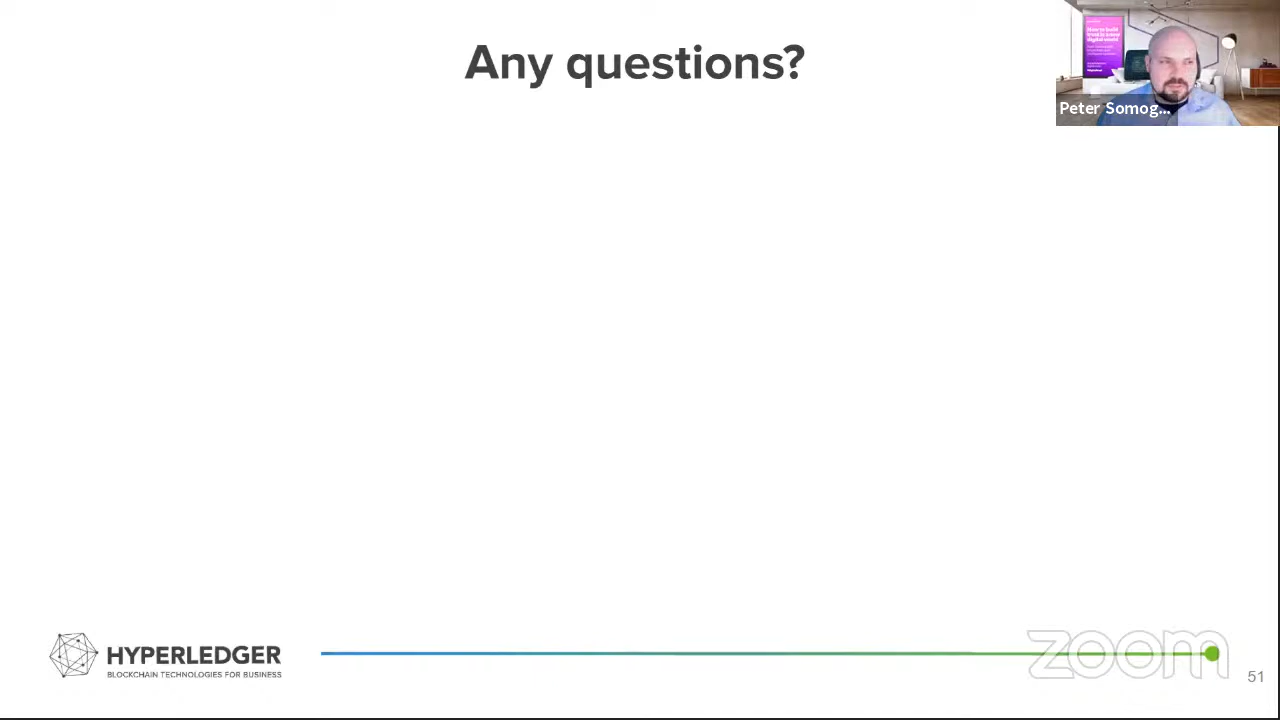 Any questions?
Peter Somog...
HYPERLEDGER
BLOCKCHAIN TECHNOLOGIES FOR BUSINESS
zoom
51